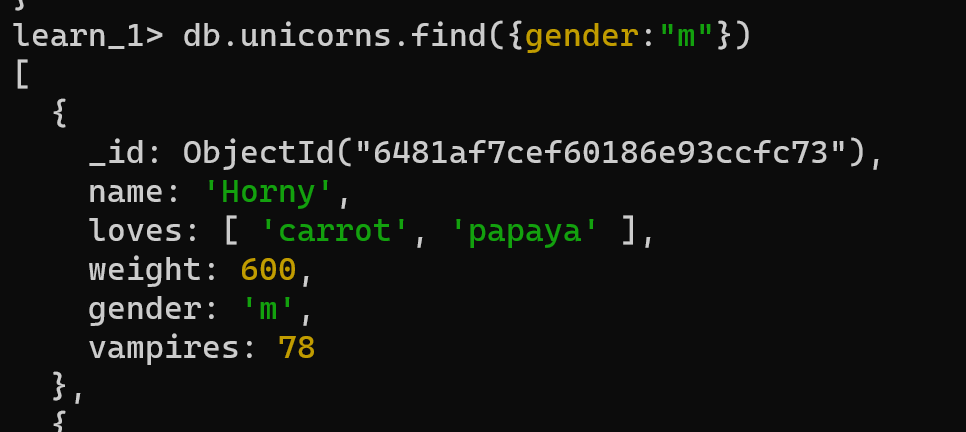 }
learn_1> db.unicorns.find({gender:"m"})
[
  {
    _id: ObjectId("6481af7cef60186e93ccfc73"),
    name: 'Horny',
    loves: [ 'carrot', 'papaya' ],
    weight: 600,
    gender: 'm',
    vampires: 78
  },
  {